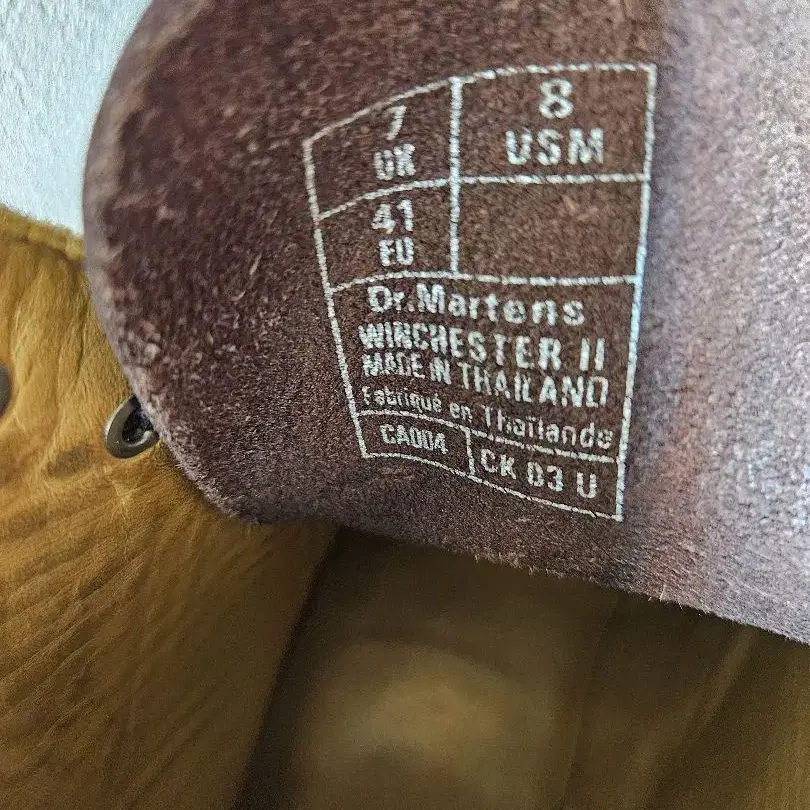 7
UK
8
USM
41
EU
Dr.Martens
WINCHESTER II
MADE IN THAILAND
Fabriqué en Thaïlande
CA004
CK 03 U